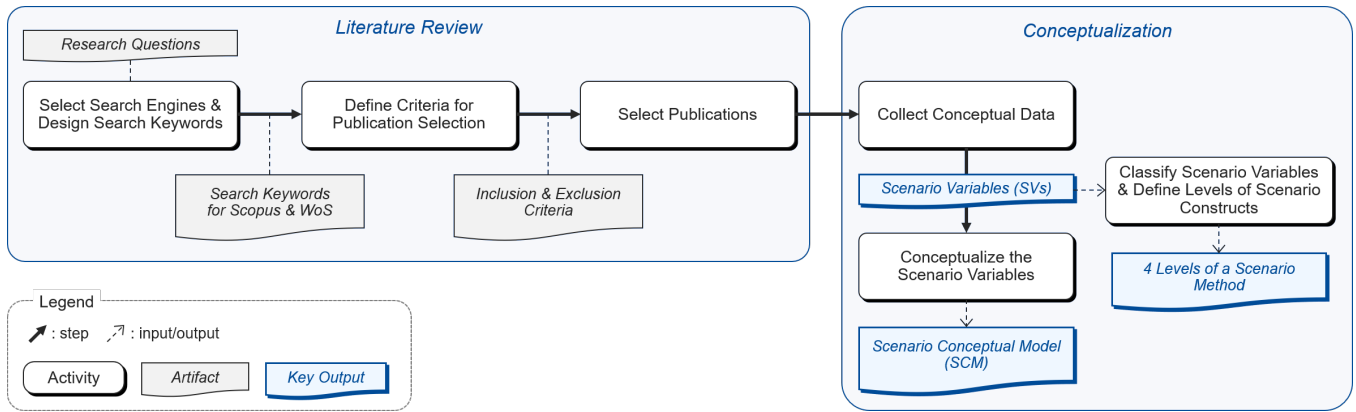 Literature Review
Research Questions
Select Search Engines &
Design Search Keywords
Define Criteria for
Publication Selection
Select Publications
Search Keywords
for Scopus & WoS
Inclusion & Exclusion
Criteria
Conceptualization
Collect Conceptual Data
Scenario Variables (SVs)
Classify Scenario Variables
& Define Levels of Scenario
Constructs
Conceptualize the
Scenario Variables
4 Levels of a Scenario
Method
Scenario Conceptual Model
(SCM)
Legend
: step
: input/output
Activity
Artifact
Key Output